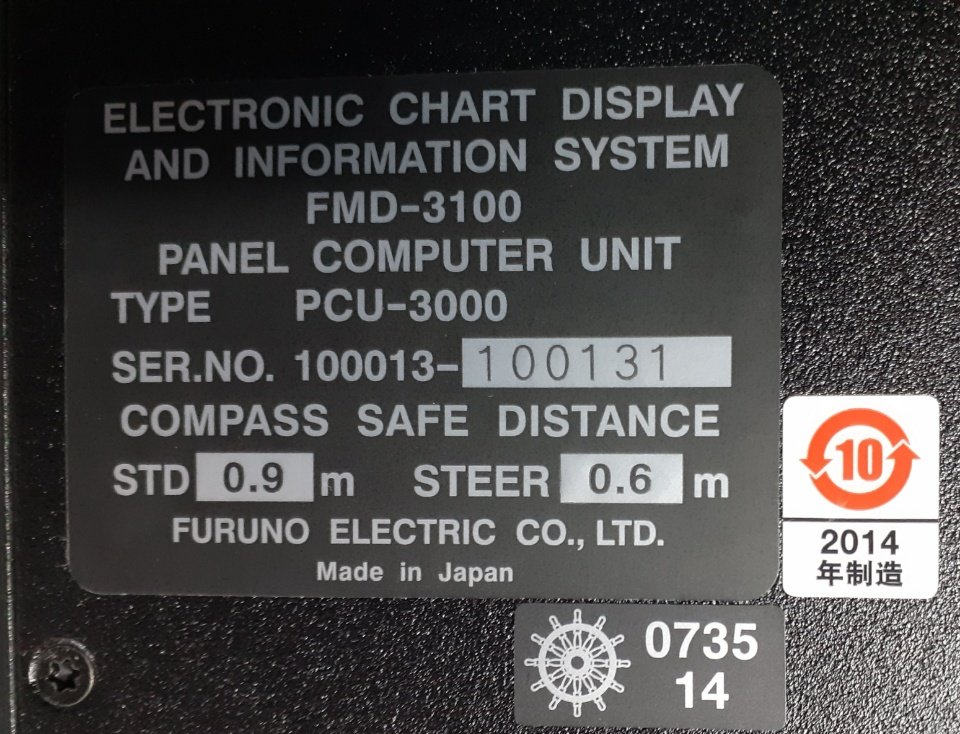 ELECTRONIC CHART DISPLAY
AND INFORMATION SYSTEM
FMD-3100
PANEL COMPUTER UNIT
TYPE PCU-3000
SER.NO. 100013-100131
COMPASS SAFE DISTANCE
STD 0.9 m STEER 0.6 m
FURUNO ELECTRIC CO., LTD.
Made in Japan
10
2014
年制造
0735
14